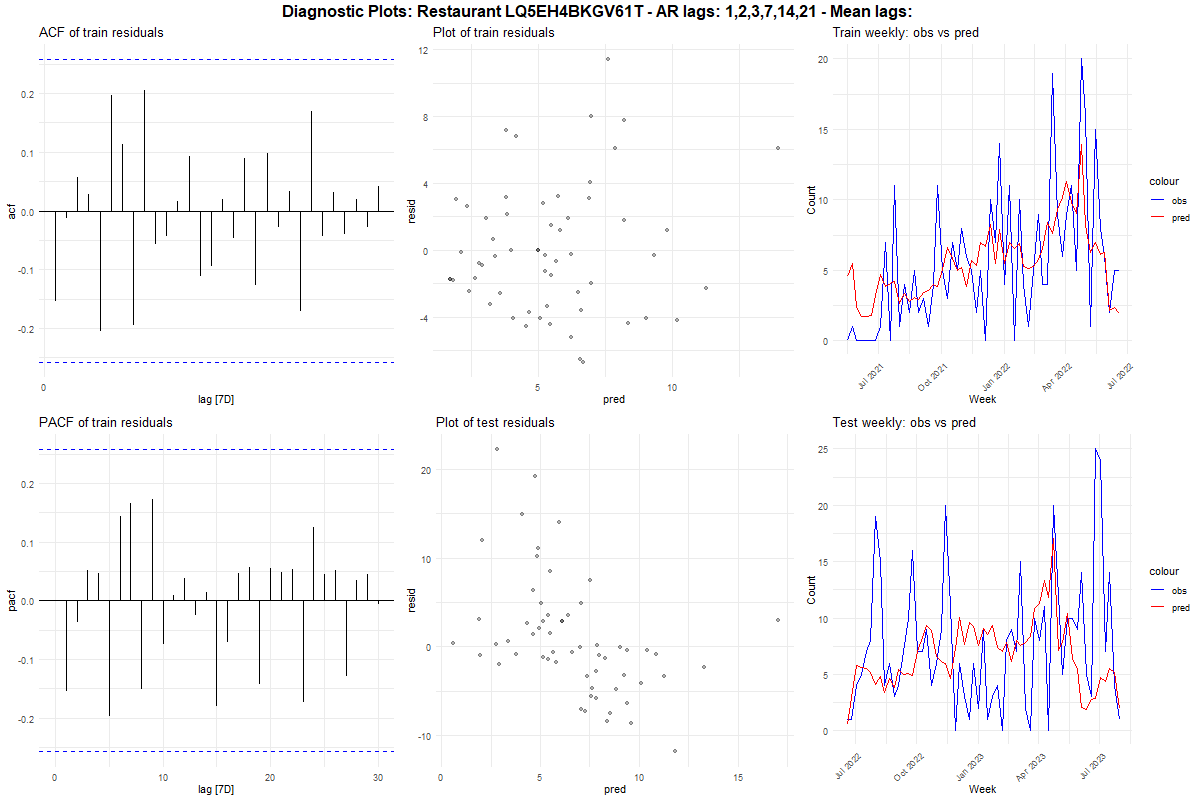 Diagnostic Plots: Restaurant LQ5EH4BKGV61T - AR lags: 1,2,3,7,14,21 - Mean lags:
ACF of train residuals
acf
0.2
0.1
0.0
-0.1
-0.2
0
lag [7D]
Plot of train residuals
resid
12
8
4
0
-4
5
10
pred
Train weekly: obs vs pred
Count
20
15
10
5
0
Jul 2021
Oct 2021
Jan 2022
Apr 2022
Jul 2022
Week
colour
obs
pred
PACF of train residuals
pacf
0.2
0.1
0.0
-0.1
-0.2
0
10
20
30
lag [7D]
Plot of test residuals
resid
20
10
0
-10
0
5
10
15
pred
Test weekly: obs vs pred
Count
25
20
15
10
5
0
Jul 2022
Oct 2022
Jan 2023
Apr 2023
Jul 2023
Week
colour
obs
pred